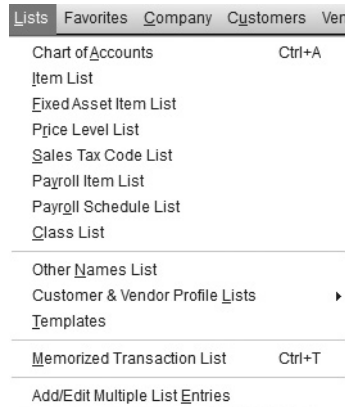 Lists Favorites Company Customers Ven
Chart of Accounts Ctrl+A
Item List
Fixed Asset Item List
Price Level List
Sales Tax Code List
Payroll Item List
Payroll Schedule List
Class List
Other Names List
Customer & Vendor Profile Lists
Templates
Memorized Transaction List Ctrl+T
Add/Edit Multiple List Entries